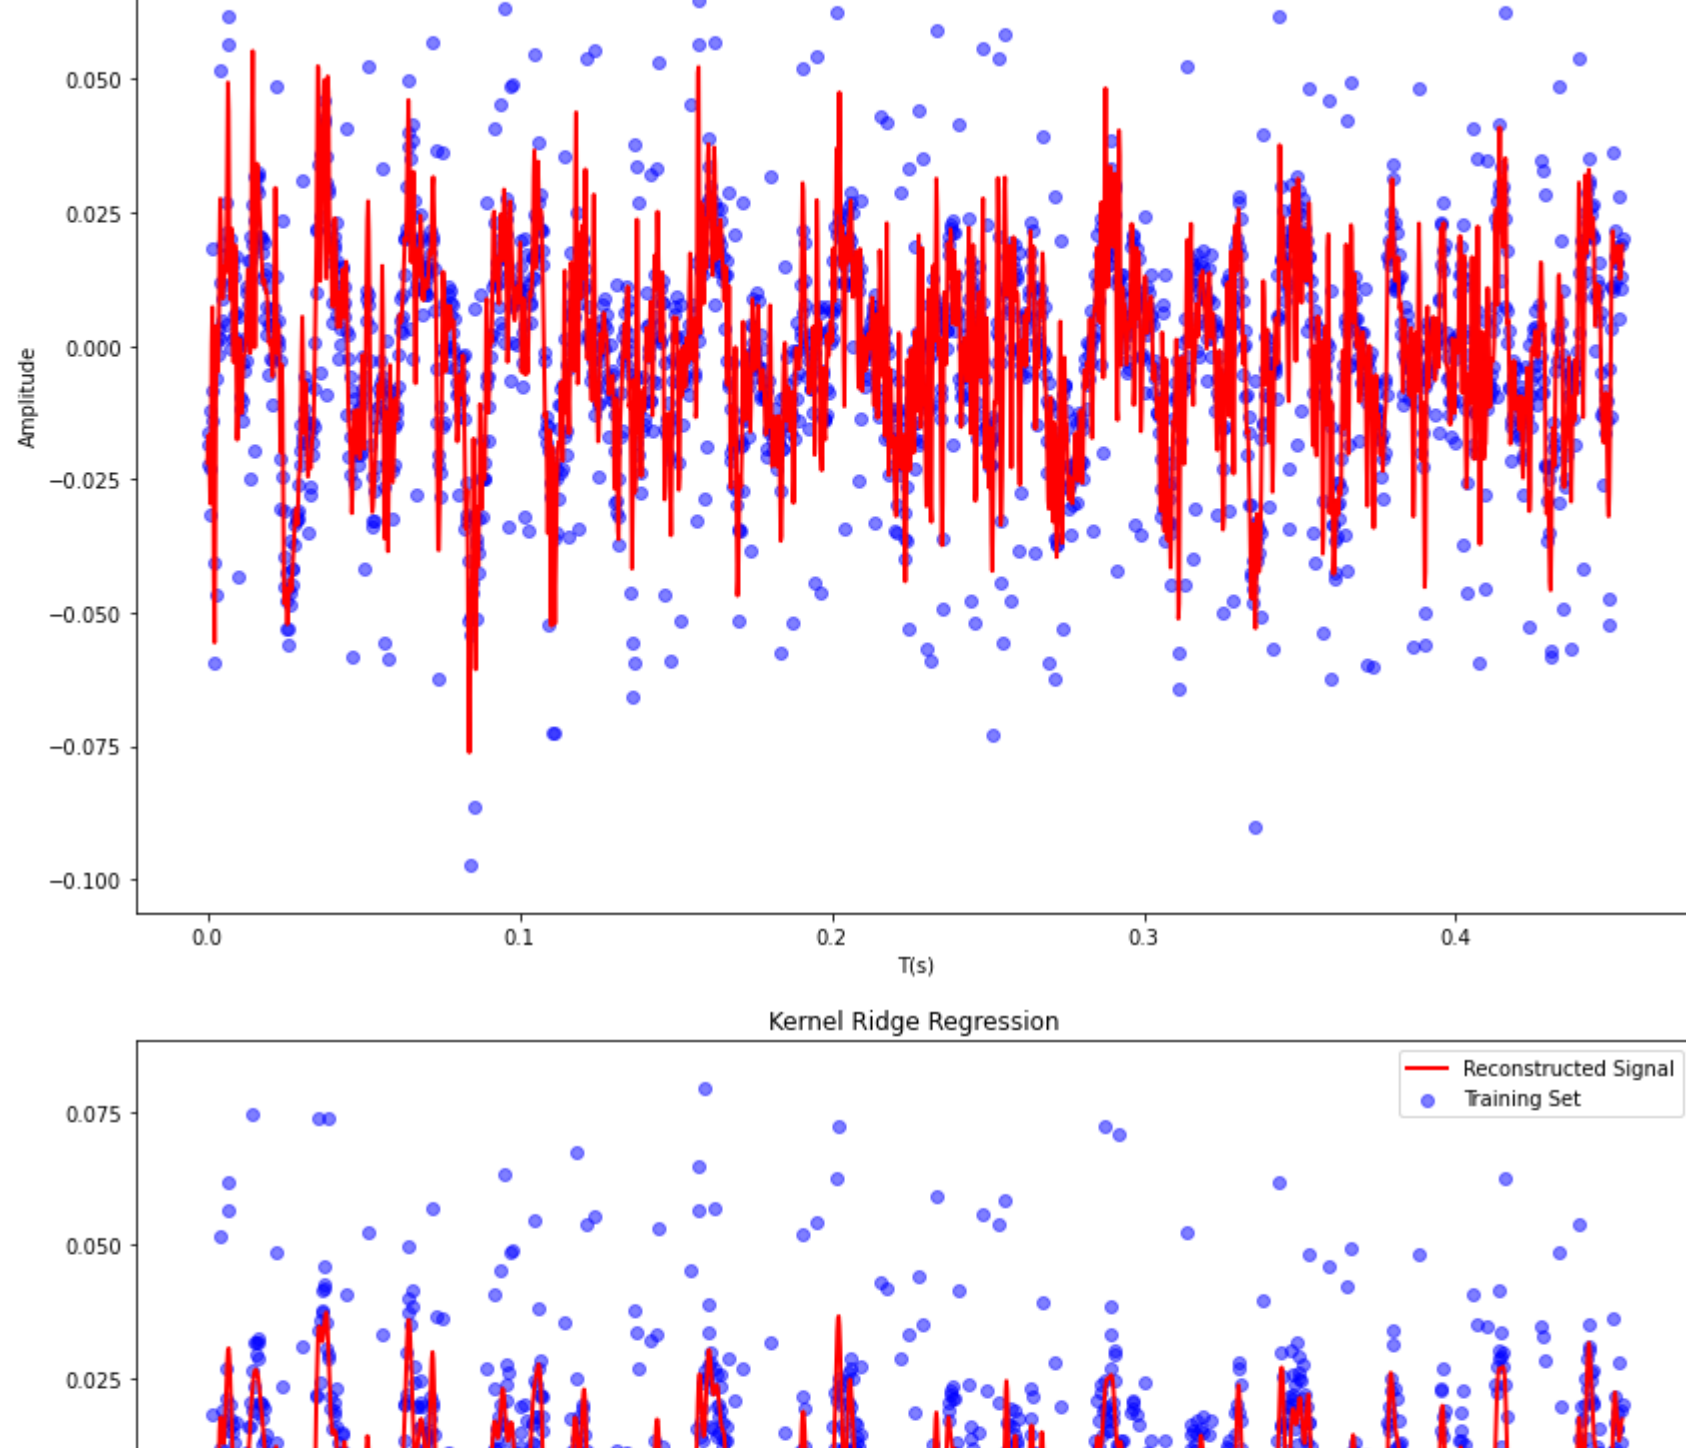 0.050
0.025
0.000
−0.025
−0.050
−0.075
−0.100
Amplitude
0.0 0.1 0.2 0.3 0.4
T(s)
Kernel Ridge Regression
Reconstructed Signal
Training Set
0.075
0.050
0.025